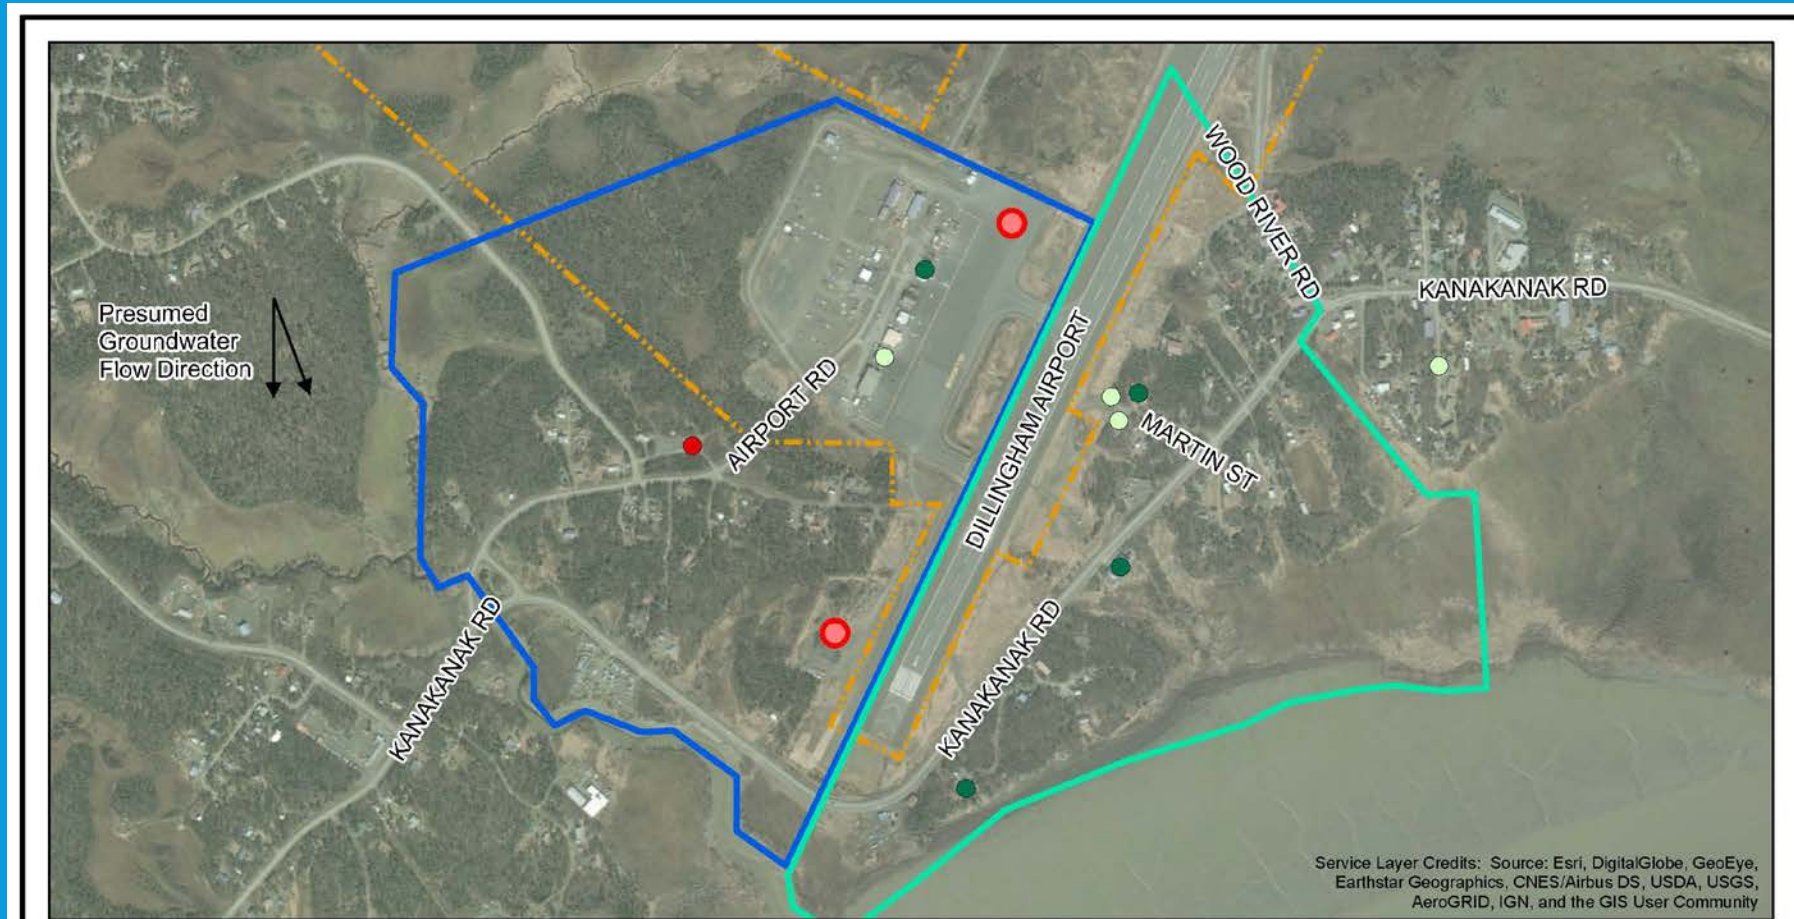 WOOD RIVER RD
KANAKANAK RD
Presumed
Groundwater
Flow Direction
DILLINGHAM AIRPORT
AIRPORT RD
MARTIN ST
KANAKANAK RD
KANAKANAK RD
Service Layer Credits: Source: Esri, DigitalGlobe, GeoEye,
Earthstar Geographics, CNES/Airbus DS, USDA, USGS,
AeroGRID, IGN, and the GIS User Community